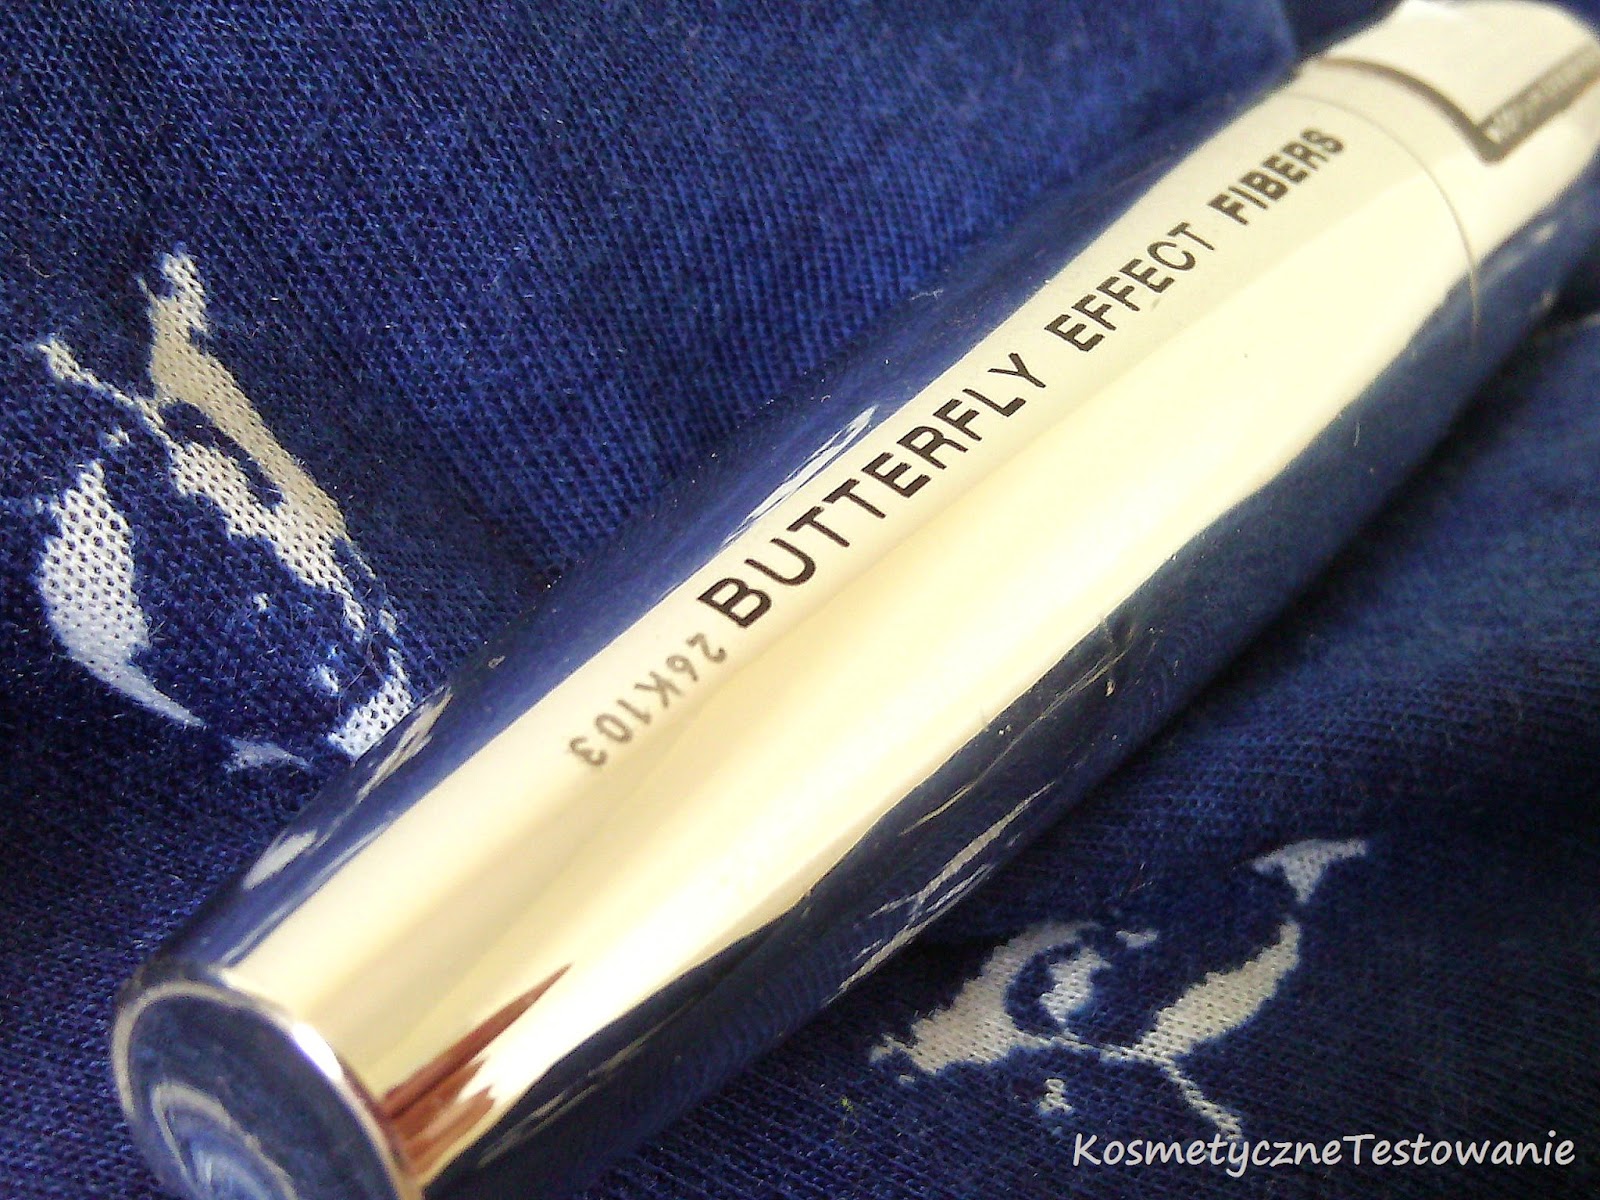 BUTTERFLY EFFECT FIBERS
26K103
KosmetyczneTestowanie